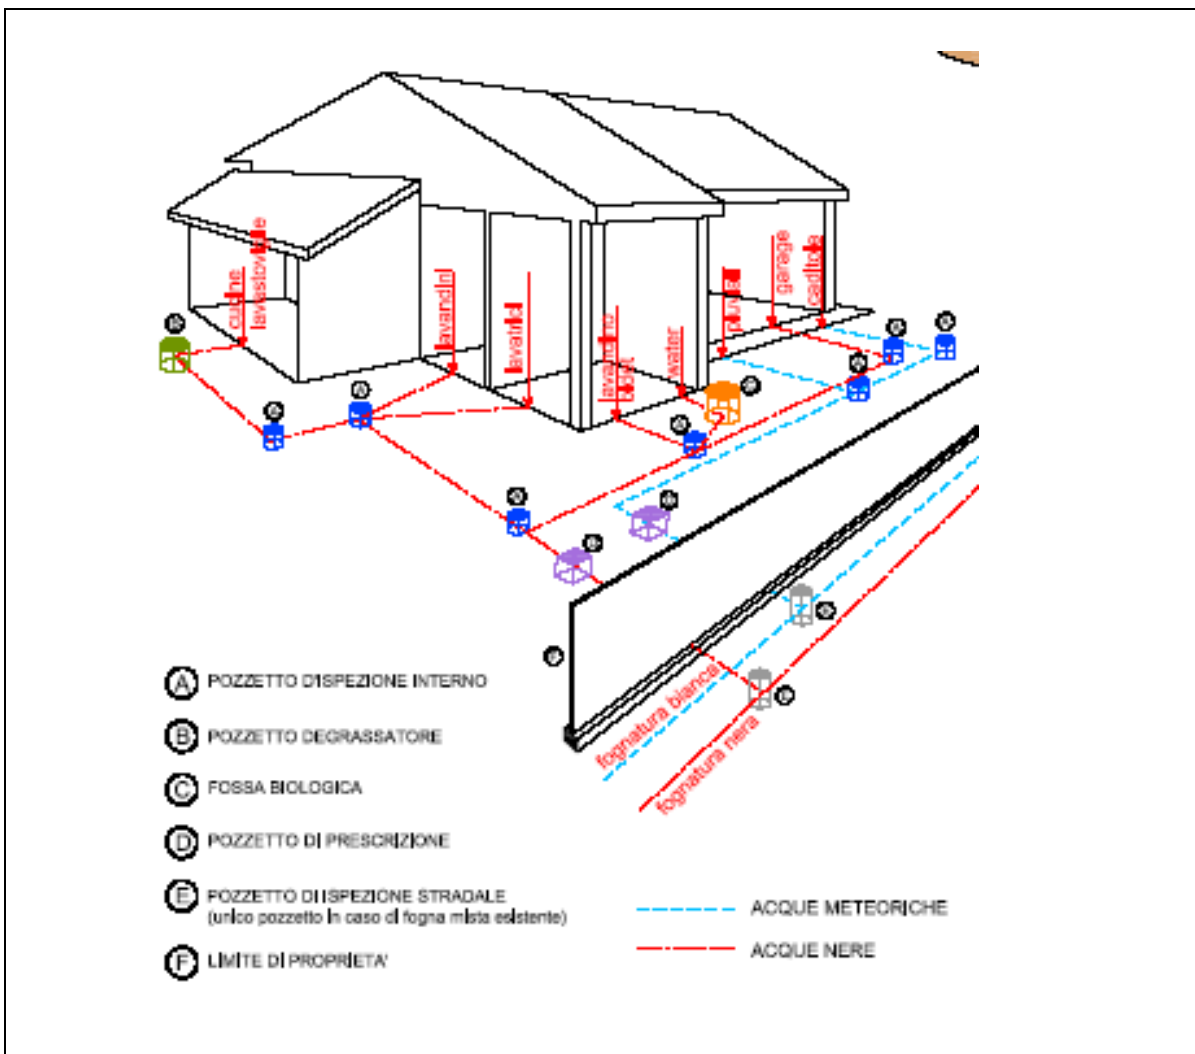 cucine
lavastoviglie
lavandini
lavandini
lavandino
bidet
water
pluviali
garage
caditoia
fognatura bianca
fognatura nera
A POZZETTO D'ISPEZIONE INTERNO
B POZZETTO DEGRASSATORE
C FOSSA BIOLOGICA
D POZZETTO DI PRESCRIZIONE
E POZZETTO DI ISPEZIONE STRADALE
(unico pozzetto in caso di fogna mista esistente)
F LIMITE DI PROPRIETA'
ACQUE METEORICHE
ACQUE NERE